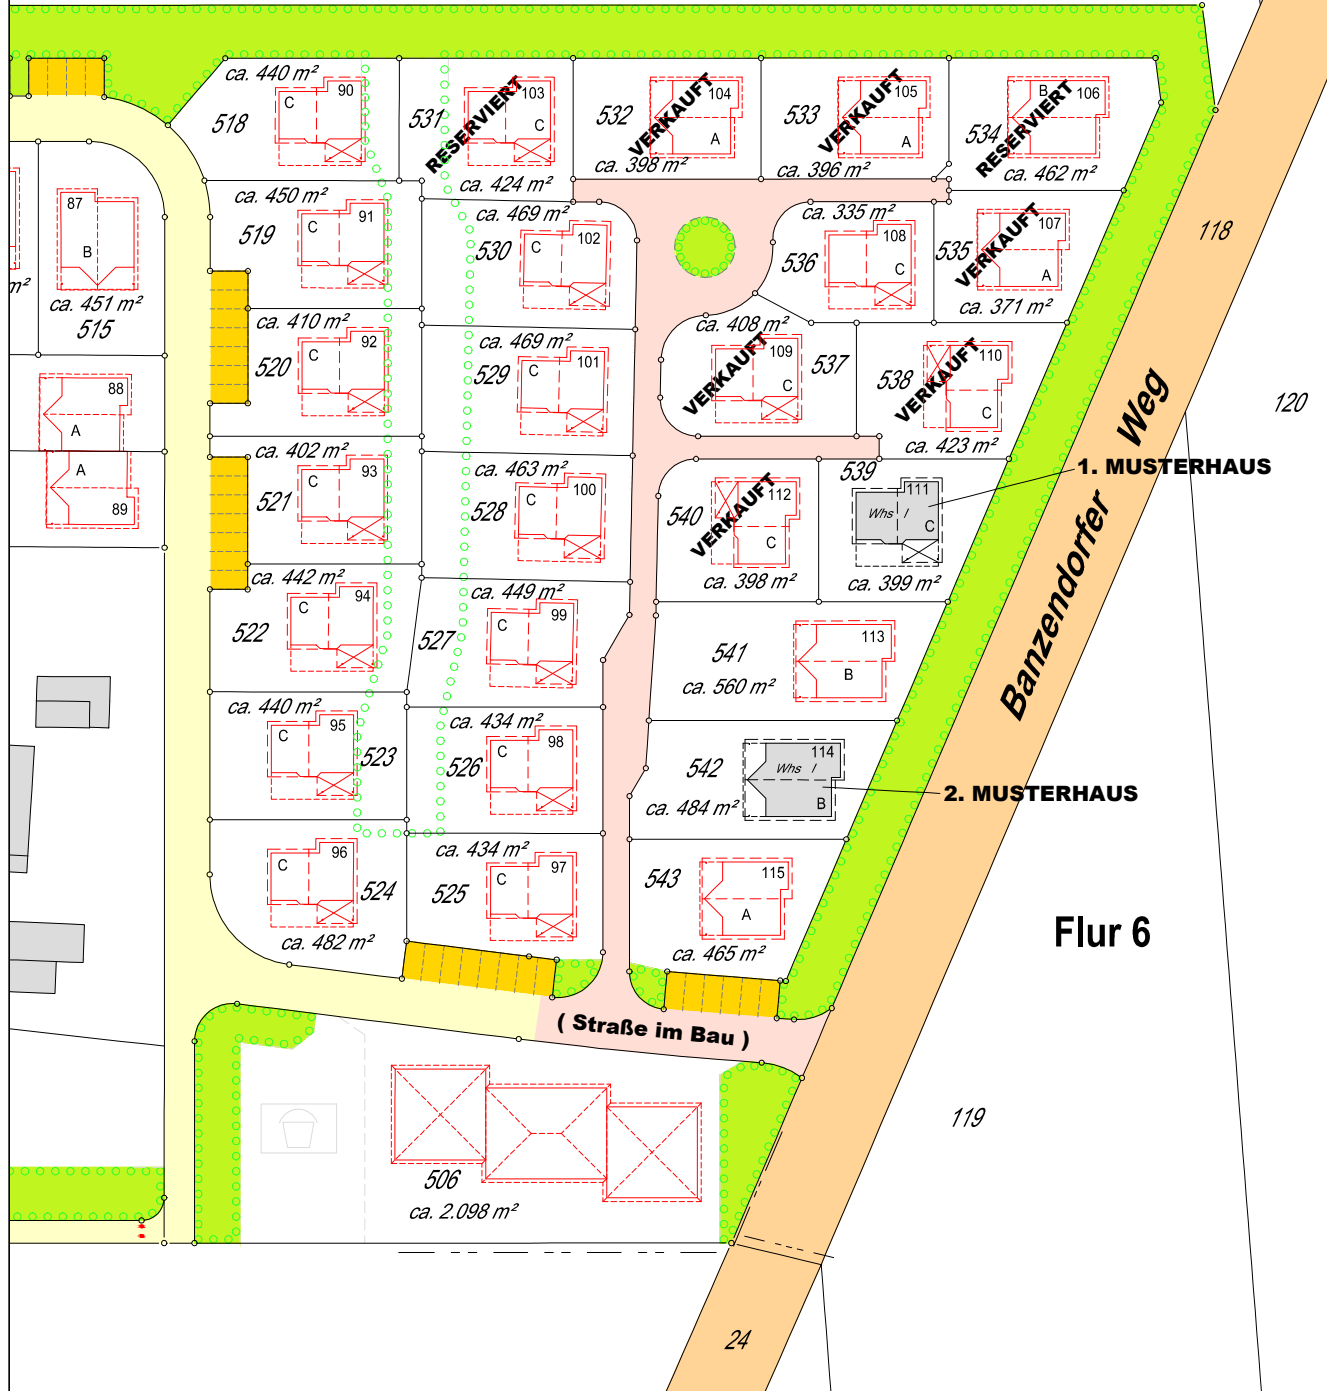 ca. 440 m²
90
C
518
531
103
C
RESERVIERT
ca. 424 m²
532
104
A
VERKAUFT
ca. 398 m²
533
105
A
VERKAUFT
ca. 396 m²
534
B
106
RESERVIERT
ca. 462 m²
87
B
ca. 451 m²
515
m²
ca. 450 m²
519
91
C
ca. 469 m²
530
102
C
ca. 335 m²
536
108
C
535
107
A
VERKAUFT
ca. 371 m²
118
ca. 410 m²
520
92
C
ca. 469 m²
529
101
C
ca. 408 m²
109
C
VERKAUFT
537
538
110
C
VERKAUFT
ca. 423 m²
88
A
A
89
120
Banzendorfer Weg
ca. 402 m²
521
93
C
ca. 463 m²
528
100
C
540
112
C
VERKAUFT
ca. 398 m²
539
111
Whs I
C
ca. 399 m²
1. MUSTERHAUS
ca. 442 m²
522
94
C
ca. 449 m²
527
99
C
541
ca. 560 m²
113
B
ca. 440 m²
95
C
523
ca. 434 m²
526
98
C
542
ca. 484 m²
114
Whs I
B
2. MUSTERHAUS
96
C
524
ca. 482 m²
ca. 434 m²
525
97
C
543
115
A
ca. 465 m²
Flur 6
( Straße im Bau )
119
506
ca. 2.098 m²
24